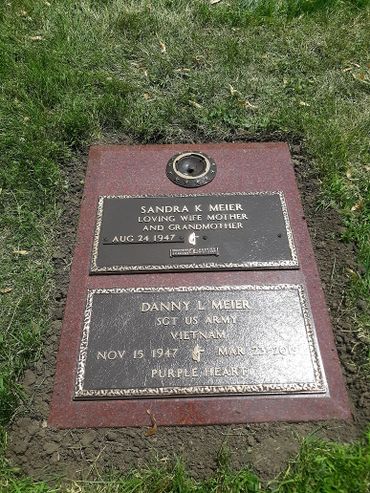 SANDRA K MEIER
LOVING WIFE MOTHER
AND GRANDMOTHER
AUG 24 1947
DANNY L MEIER
SGT US ARMY
VIETNAM
NOV 15 1947 MAR 23
PURPLE HEART